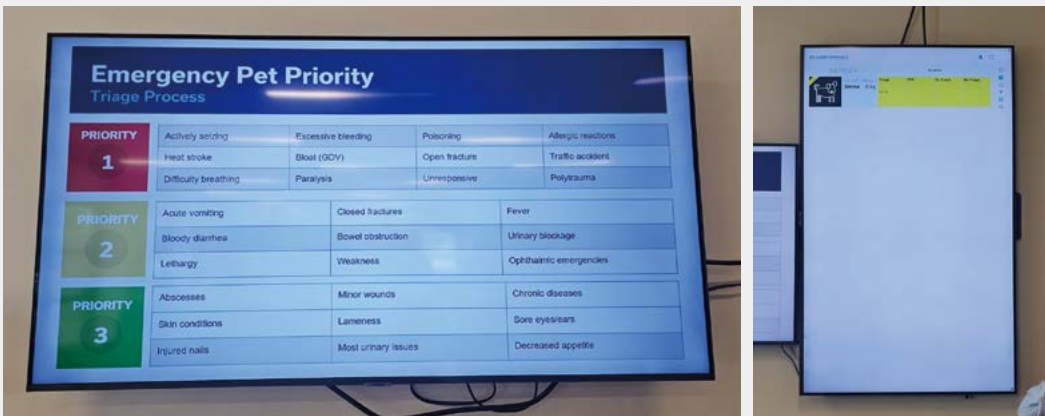 Emergency Pet Priority
Triage Process
PRIORITY
1
Actively seizing Excessive bleeding Poisoning Allergic reactions
Heat stroke Bloat (GDV) Open fracture Traffic accident
Difficulty breathing Paralysis Unresponsive Polytrauma
PRIORITY
2
Acute vomiting Closed fractures Fever
Bloody diarrhea Bowel obstruction Urinary blockage
Lethargy Weakness Ophthalmic emergencies
PRIORITY
3
Abscesses Minor wounds Chronic diseases
Skin conditions Lameness Sore eyes/ears
Injured nails Most urinary issues Decreased appetite